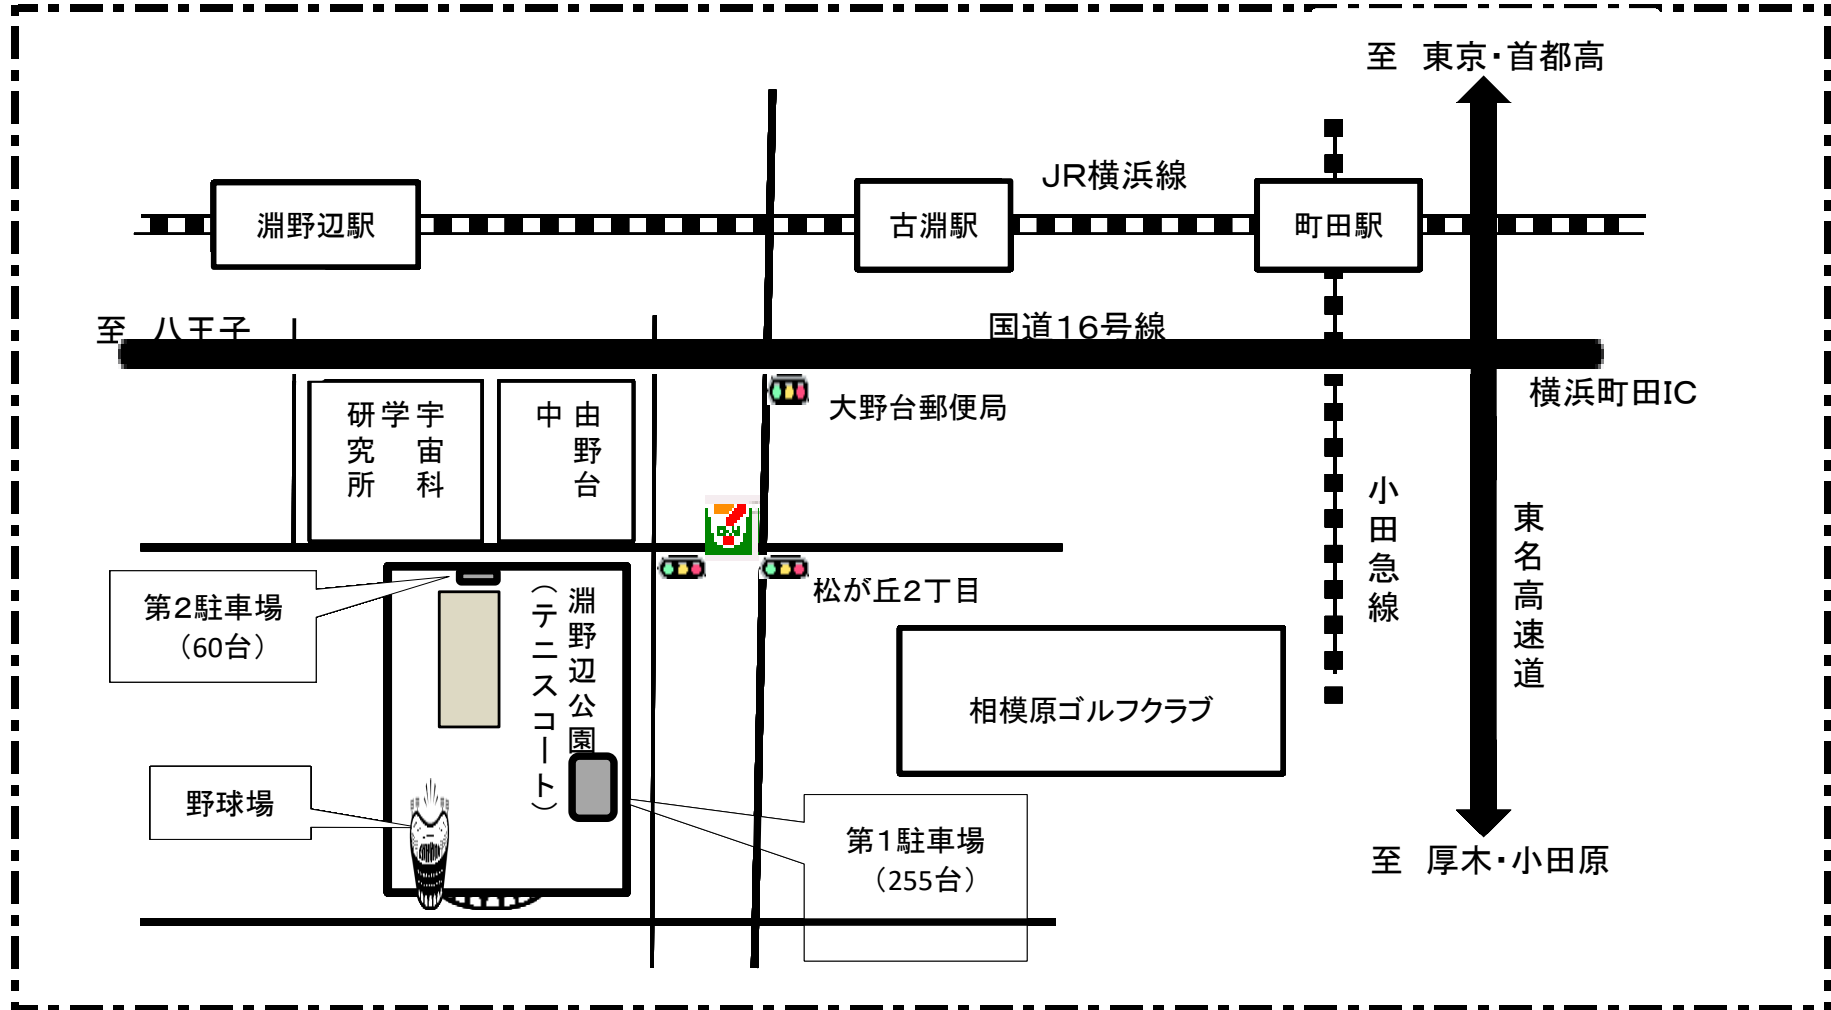 至　東京・首都高
JR横浜線
淵野辺駅
古淵駅
町田駅
至　八王子
国道16号線
横浜町田IC
大野台郵便局
宇宙科
学
研究所
由野台
中
小田急線
東名高速道
松が丘2丁目
第2駐車場
（60台）
淵野辺公園
（テニスコート）
相模原ゴルフクラブ
野球場
第1駐車場
（255台）
至　厚木・小田原